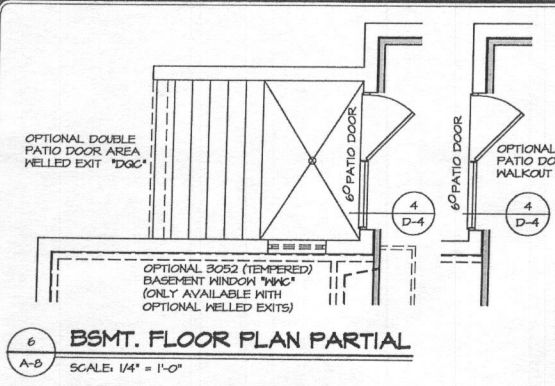 OPTIONAL DOUBLE
PATIO DOOR AREA
WELLED EXIT "DGC"
6⁰ PATIO DOOR
6⁰ PATIO DOOR
OPTIONAL
PATIO DO
WALKOUT
4
D-4
4
D-4
OPTIONAL 3052 (TEMPERED)
BASEMENT WINDOW "WWC"
(ONLY AVAILABLE WITH
OPTIONAL WELLED EXITS)
6
A-8
BSMT. FLOOR PLAN PARTIAL
SCALE: 1/4" = 1'-0"